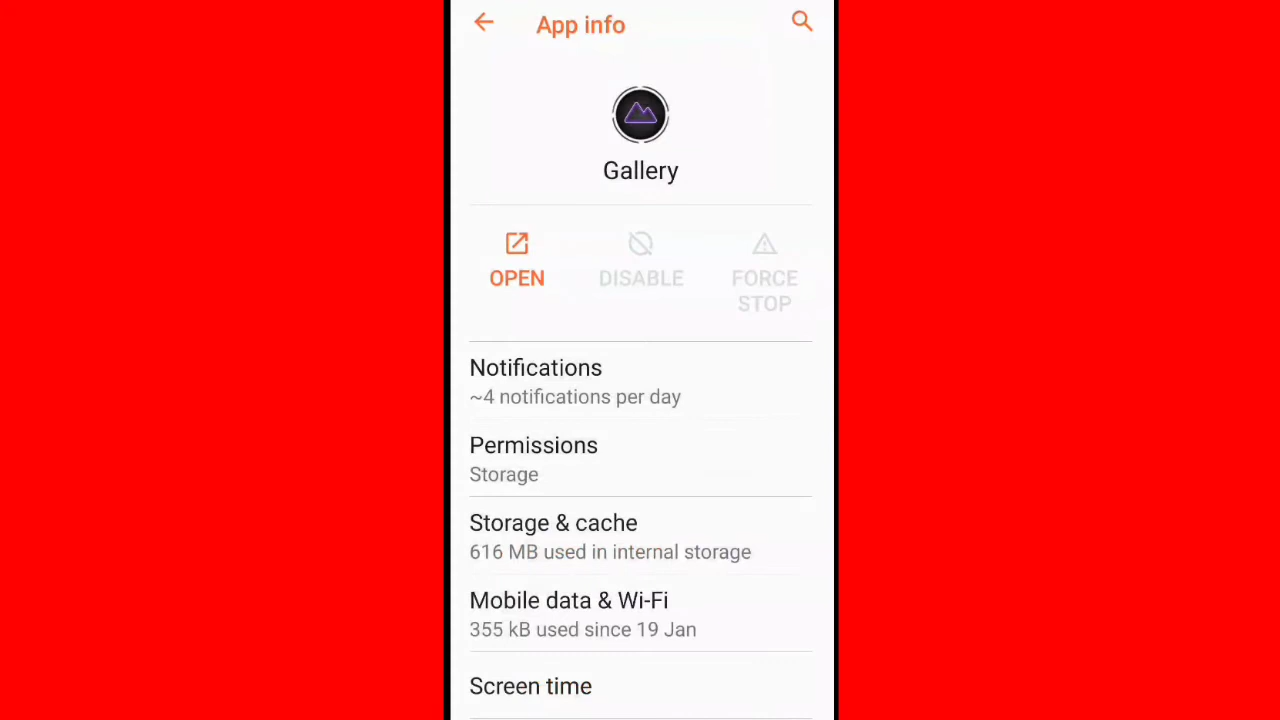 App info
Gallery
OPEN
DISABLE
FORCE
STOP
Notifications
~4 notifications per day
Permissions
Storage
Storage & cache
616 MB used in internal storage
Mobile data & Wi-Fi
355 kB used since 19 Jan
Screen time